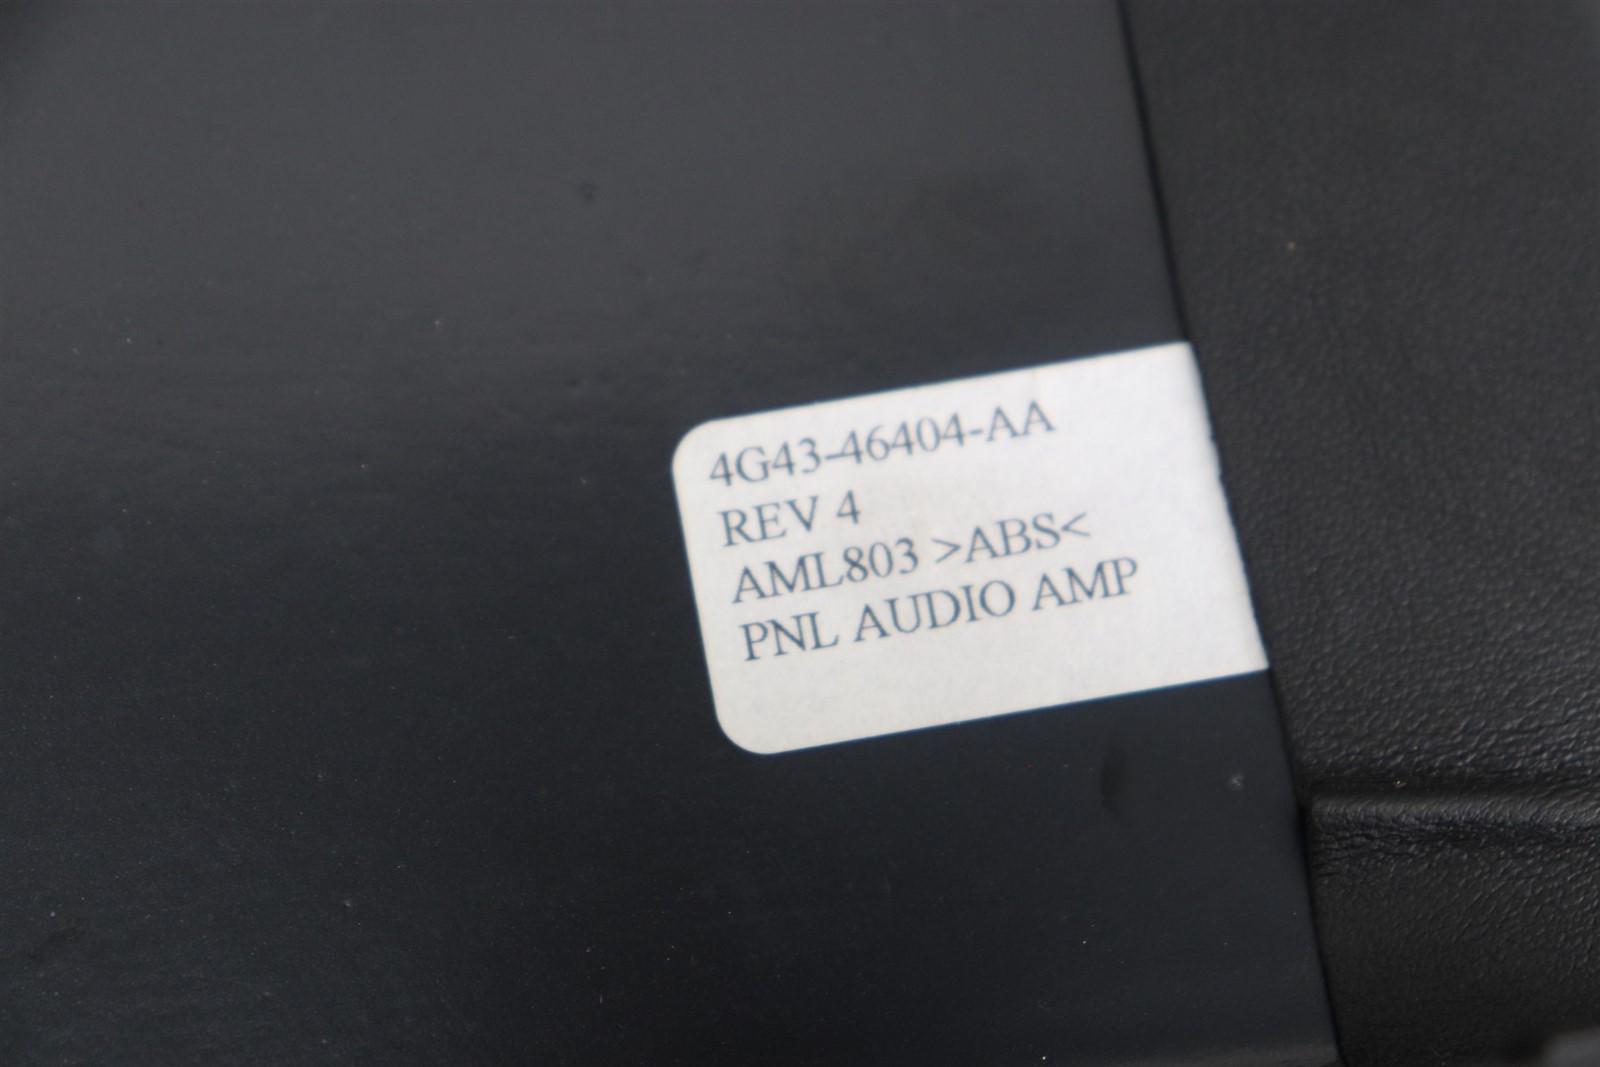 4G43-46404-AA
REV 4
AML803 >ABS<
PNL AUDIO AMP